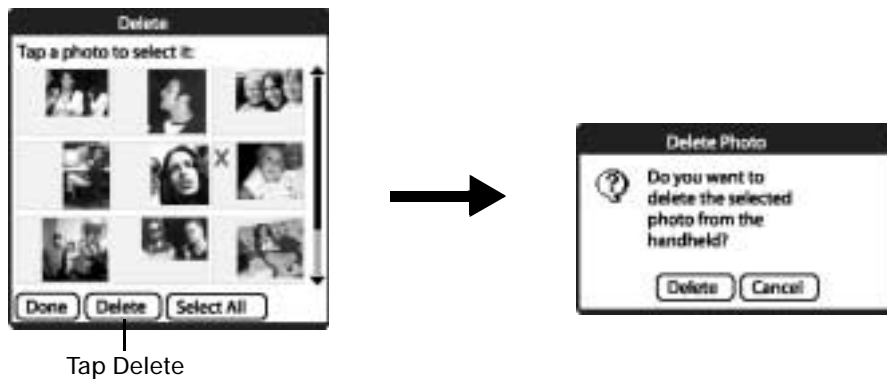 Delete
Tap a photo to select it:
X
Done Delete Select All
Tap Delete
Delete Photo
?
Do you want to
delete the selected
photo from the
handheld?
Delete Cancel